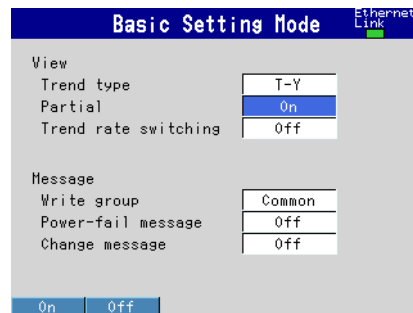 Basic Setting Mode
Ethernet
Link
View
Trend type T-Y
Partial On
Trend rate switching Off
Message
Write group Common
Power-fail message Off
Change message Off
On Off